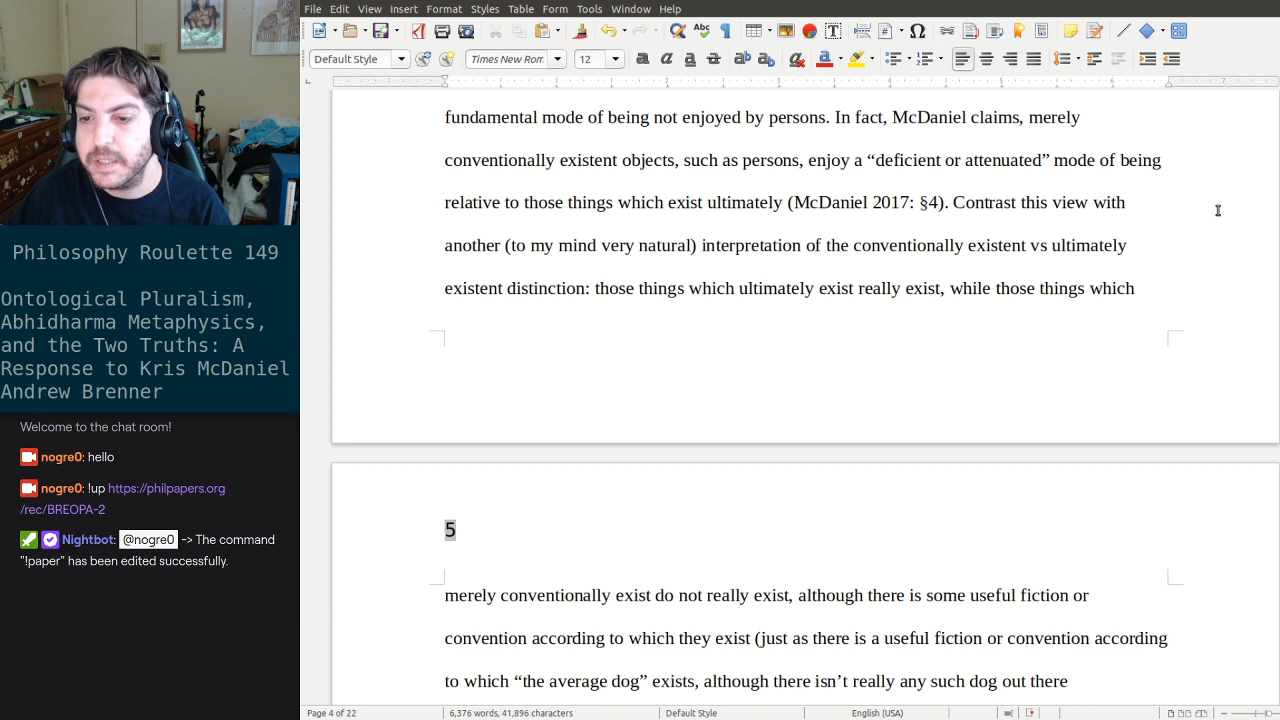 File Edit View Insert Format Styles Table Form Tools Window Help
Default Style
Times New Rom
12
fundamental mode of being not enjoyed by persons. In fact, McDaniel claims, merely
conventionally existent objects, such as persons, enjoy a “deficient or attenuated” mode of being
relative to those things which exist ultimately (McDaniel 2017: §4). Contrast this view with
another (to my mind very natural) interpretation of the conventionally existent vs ultimately
existent distinction: those things which ultimately exist really exist, while those things which
5
merely conventionally exist do not really exist, although there is some useful fiction or
convention according to which they exist (just as there is a useful fiction or convention according
to which “the average dog” exists, although there isn’t really any such dog out there
Page 4 of 22
6,376 words, 41,896 characters
Default Style
English (USA)
Philosophy Roulette 149
Ontological Pluralism,
Abhidharma Metaphysics,
and the Two Truths: A
Response to Kris McDaniel
Andrew Brenner
Welcome to the chat room!
nogre0: hello
nogre0: !up https://philpapers.org
/rec/BREOPA-2
Nightbot: @nogre0 -> The command
"!paper" has been edited successfully.